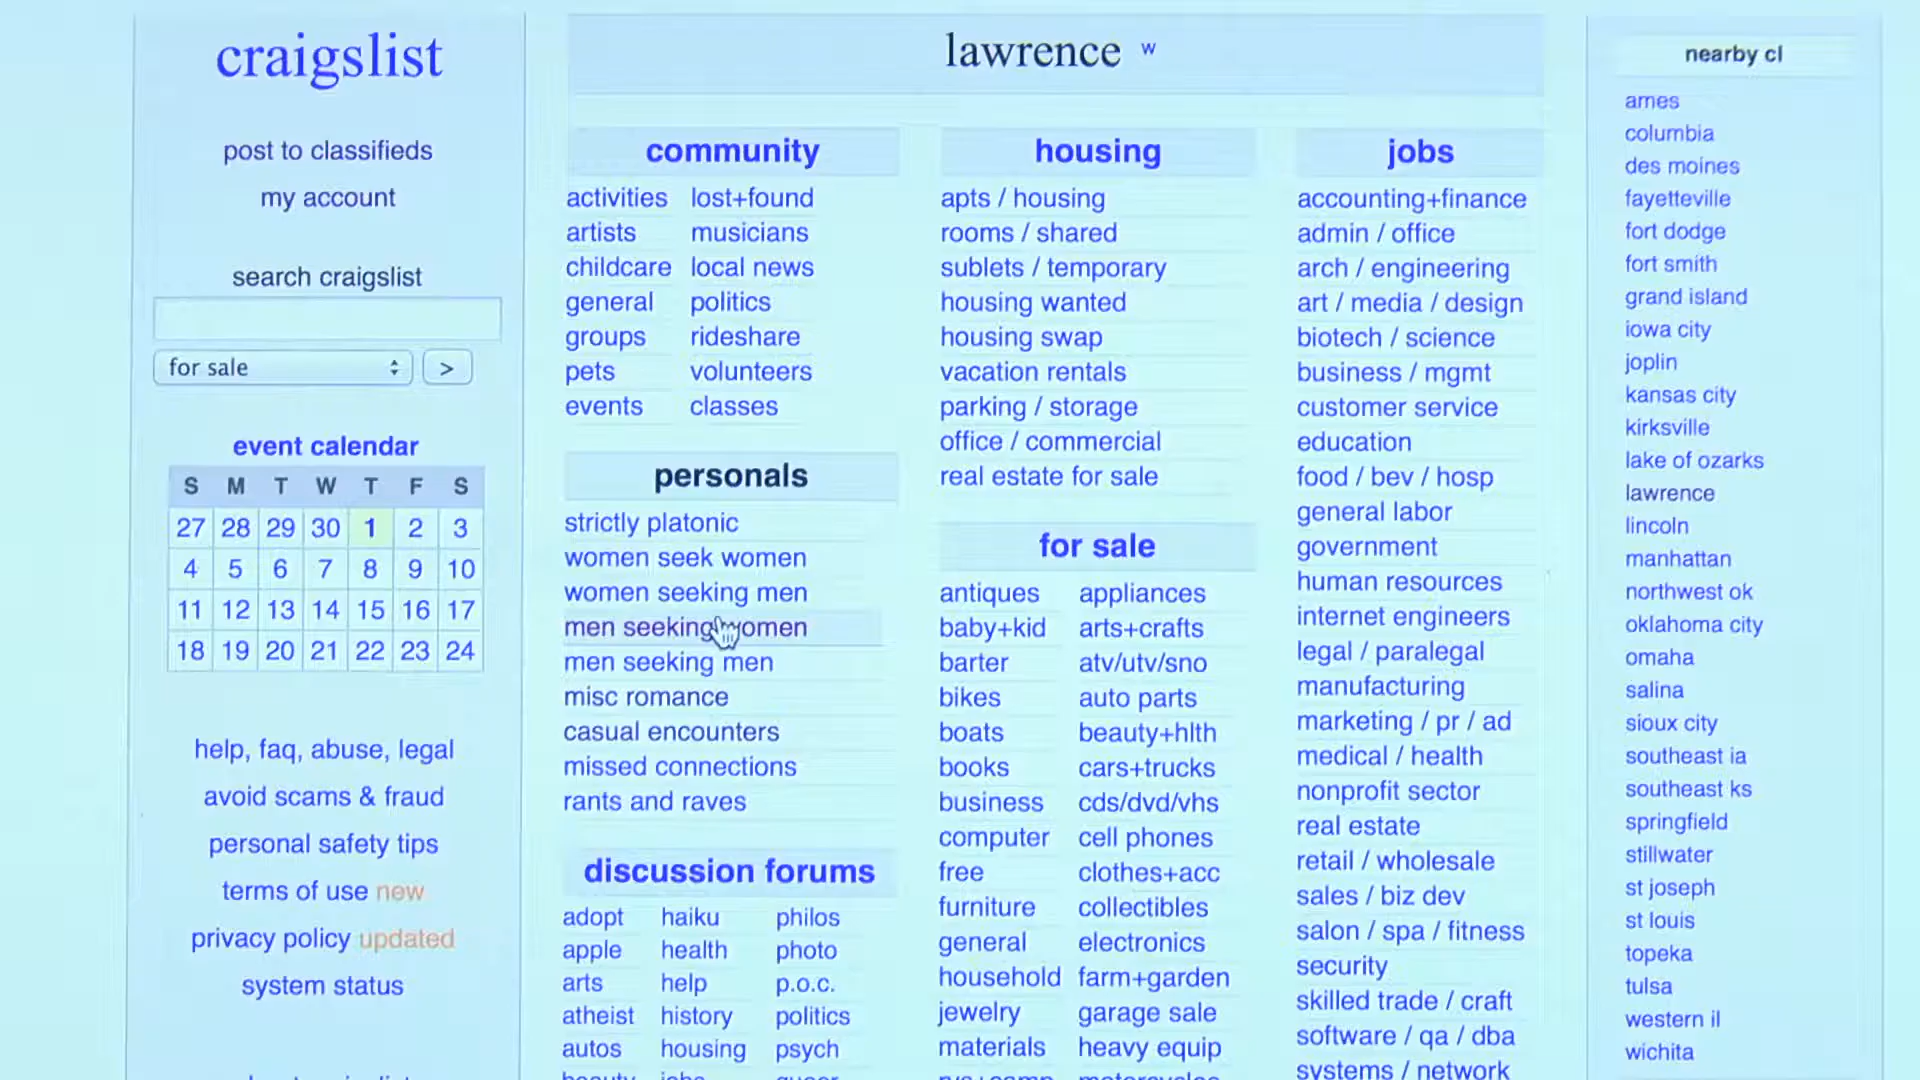 craigslist
post to classifieds
my account
search craigslist
for sale
>
event calendar
S M T W T F S
27 28 29 30 1 2 3
4 5 6 7 8 9 10
11 12 13 14 15 16 17
18 19 20 21 22 23 24
help, faq, abuse, legal
avoid scams & fraud
personal safety tips
terms of use new
privacy policy updated
system status
lawrence w
community
activities lost+found
artists musicians
childcare local news
general politics
groups rideshare
pets volunteers
events classes
personals
strictly platonic
women seek women
women seeking men
men seeking women
men seeking men
misc romance
casual encounters
missed connections
rants and raves
discussion forums
adopt haiku philos
apple health photo
arts help p.o.c.
atheist history politics
autos housing psych
housing
apts / housing
rooms / shared
sublets / temporary
housing wanted
housing swap
vacation rentals
parking / storage
office / commercial
real estate for sale
for sale
antiques appliances
baby+kid arts+crafts
barter atv/utv/sno
bikes auto parts
boats beauty+hlth
books cars+trucks
business cds/dvd/vhs
computer cell phones
free clothes+acc
furniture collectibles
general electronics
household farm+garden
jewelry garage sale
materials heavy equip
jobs
accounting+finance
admin / office
arch / engineering
art / media / design
biotech / science
business / mgmt
customer service
education
food / bev / hosp
general labor
government
human resources
internet engineers
legal / paralegal
manufacturing
marketing / pr / ad
medical / health
nonprofit sector
real estate
retail / wholesale
sales / biz dev
salon / spa / fitness
security
skilled trade / craft
software / qa / dba
systems / network
nearby cl
ames
columbia
des moines
fayetteville
fort dodge
fort smith
grand island
iowa city
joplin
kansas city
kirksville
lake of ozarks
lawrence
lincoln
manhattan
northwest ok
oklahoma city
omaha
salina
sioux city
southeast ia
southeast ks
springfield
stillwater
st joseph
st louis
topeka
tulsa
western il
wichita